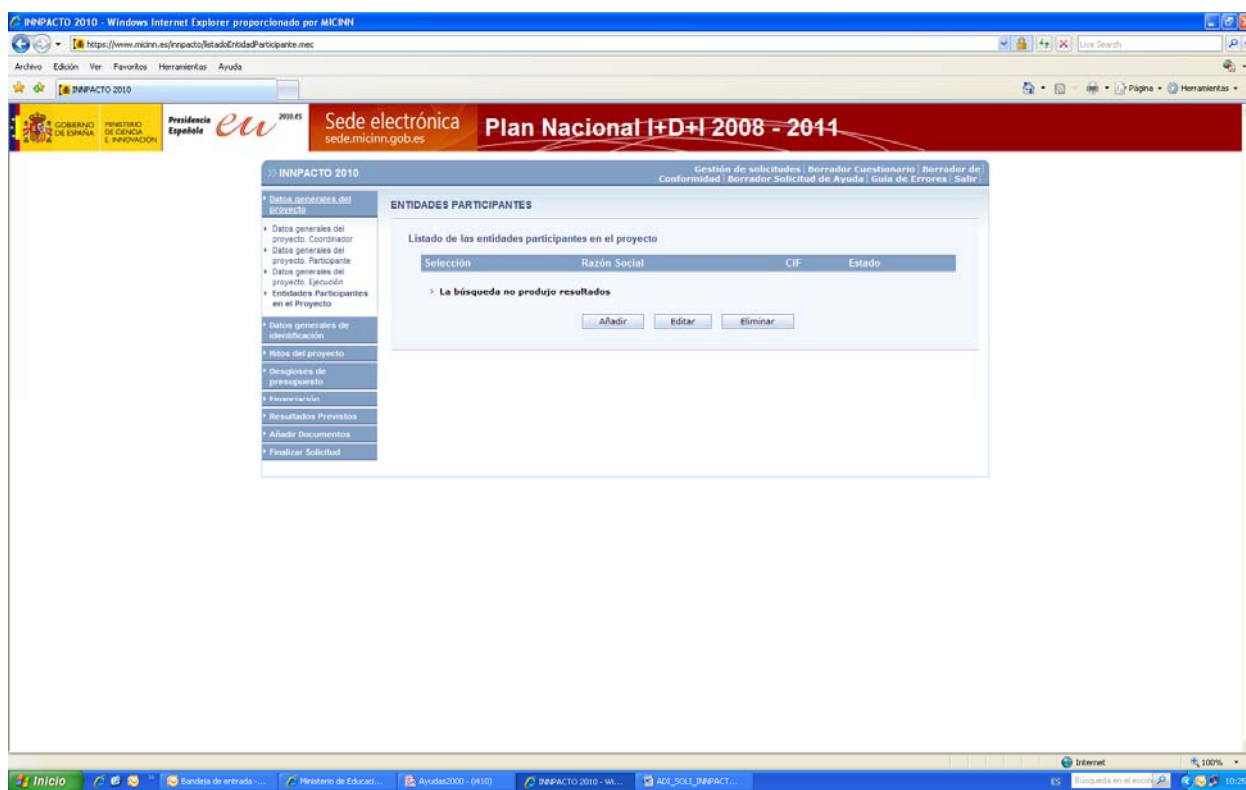 INNPACTO 2010 - Windows Internet Explorer proporcionado por MICINN
https://www.micinn.es/innpacto/listadoEntidadParticipante.mec
Live Search
Archivo Edición Ver Favoritos Herramientas Ayuda
INNPACTO 2010
Página Herramientas
GOBIERNO DE ESPAÑA
MINISTERIO DE CIENCIA E INNOVACIÓN
Presidencia Española eu 2010.es
Sede electrónica
sede.micinn.gob.es
Plan Nacional I+D+I 2008 - 2011
INNPACTO 2010
Gestión de solicitudes | Borrador Cuestionario | Borrador de
Conformidad | Borrador Solicitud de Ayuda | Guía de Errores | Salir
Datos generales del
proyecto
Datos generales del
proyecto. Coordinador
Datos generales del
proyecto. Participante
Datos generales del
proyecto. Ejecución
Entidades Participantes
en el Proyecto
Datos generales de
identificación
Hitos del proyecto
Desgloses de
presupuesto
Financiación
Resultados Previstos
Añadir Documentos
Finalizar Solicitud
ENTIDADES PARTICIPANTES
Listado de las entidades participantes en el proyecto
Selección Razón Social CIF Estado
La búsqueda no produjo resultados
Añadir Editar Eliminar
Internet 100%
Inicio Bandeja de entrada -... Ministerio de Educaci... Ayudas2000 - (0410) INNPACTO 2010 - Wi... ADI_SOLI_INNPACT... ES Búsqueda en el escrit 10:25